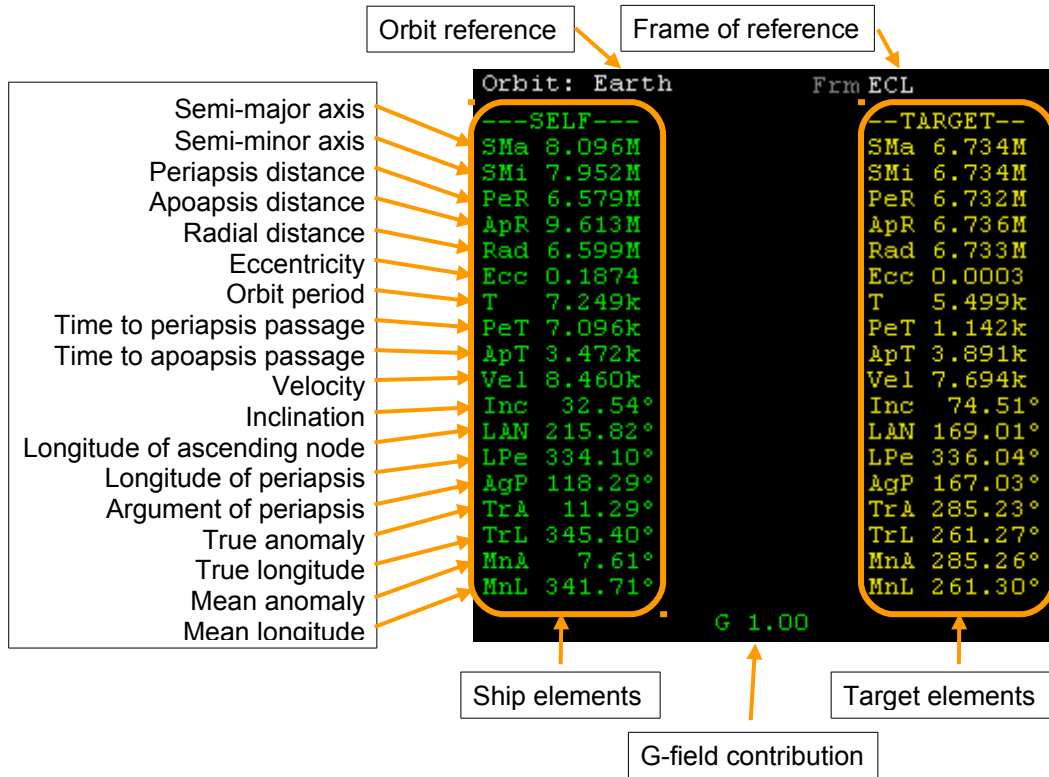 Orbit reference
Frame of reference
Semi-major axis
Semi-minor axis
Periapsis distance
Apoapsis distance
Radial distance
Eccentricity
Orbit period
Time to periapsis passage
Time to apoapsis passage
Velocity
Inclination
Longitude of ascending node
Longitude of periapsis
Argument of periapsis
True anomaly
True longitude
Mean anomaly
Mean longitude
Orbit: Earth Frm ECL
---SELF---
SMa 8.096M
SMi 7.952M
PeR 6.579M
ApR 9.613M
Rad 6.599M
Ecc 0.1874
T 7.249k
PeT 7.096k
ApT 3.472k
Vel 8.460k
Inc 32.54°
LAN 215.82°
LPe 334.10°
AgP 118.29°
TrA 11.29°
TrL 345.40°
MnA 7.61°
MnL 341.71°
--TARGET--
SMa 6.734M
SMi 6.734M
PeR 6.732M
ApR 6.736M
Rad 6.733M
Ecc 0.0003
T 5.499k
PeT 1.142k
ApT 3.891k
Vel 7.694k
Inc 74.51°
LAN 169.01°
LPe 336.04°
AgP 167.03°
TrA 285.23°
TrL 261.27°
MnA 285.26°
MnL 261.30°
G 1.00
Ship elements
Target elements
G-field contribution